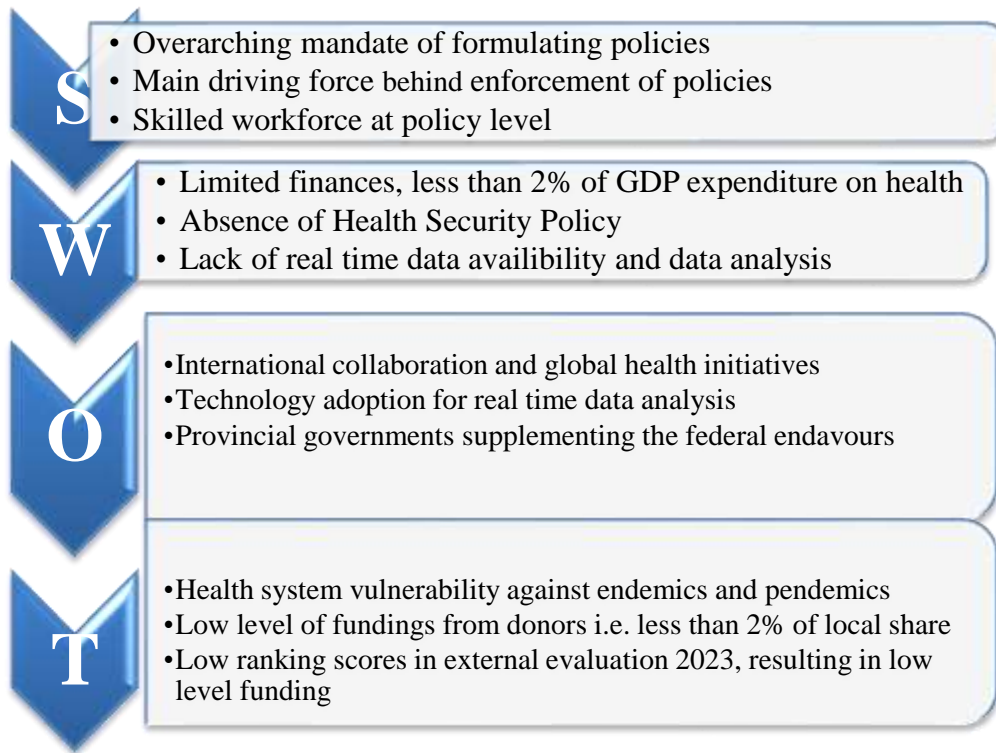 S
• Overarching mandate of formulating policies
• Main driving force behind enforcement of policies
• Skilled workforce at policy level
W
• Limited finances, less than 2% of GDP expenditure on health
• Absence of Health Security Policy
• Lack of real time data availibility and data analysis
O
•International collaboration and global health initiatives
•Technology adoption for real time data analysis
•Provincial governments supplementing the federal endavours
T
•Health system vulnerability against endemics and pendemics
•Low level of fundings from donors i.e. less than 2% of local share
•Low ranking scores in external evaluation 2023, resulting in low
level funding